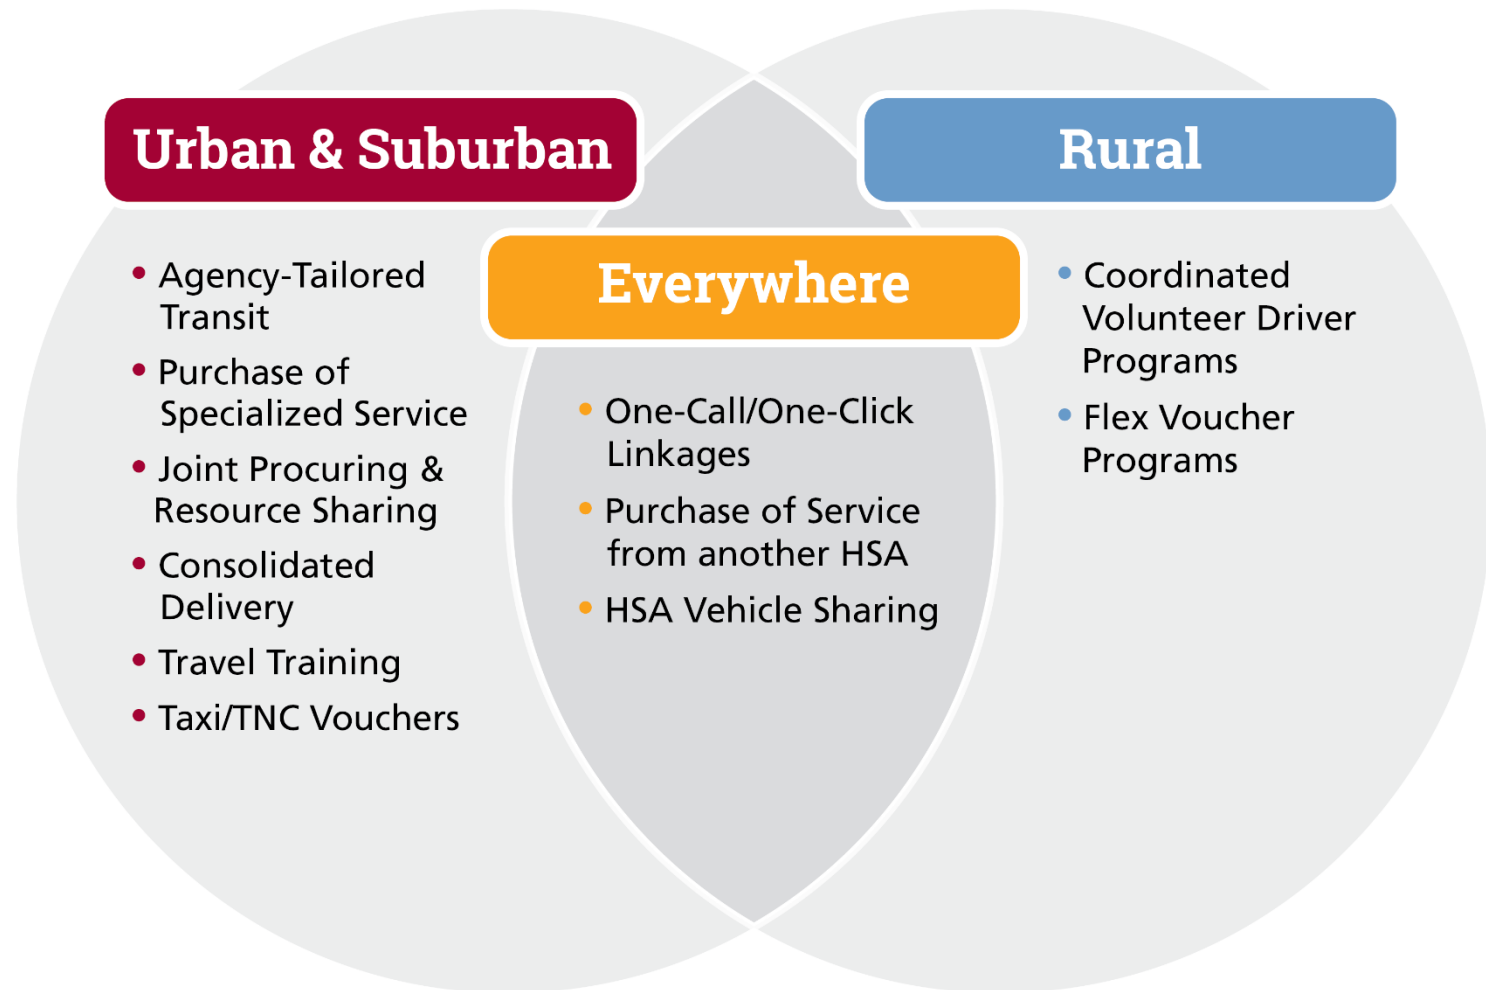 Urban & Suburban
• Agency-Tailored
Transit
• Purchase of
Specialized Service
• Joint Procuring &
Resource Sharing
• Consolidated
Delivery
• Travel Training
• Taxi/TNC Vouchers
Everywhere
• One-Call/One-Click
Linkages
• Purchase of Service
from another HSA
• HSA Vehicle Sharing
Rural
• Coordinated
Volunteer Driver
Programs
• Flex Voucher
Programs